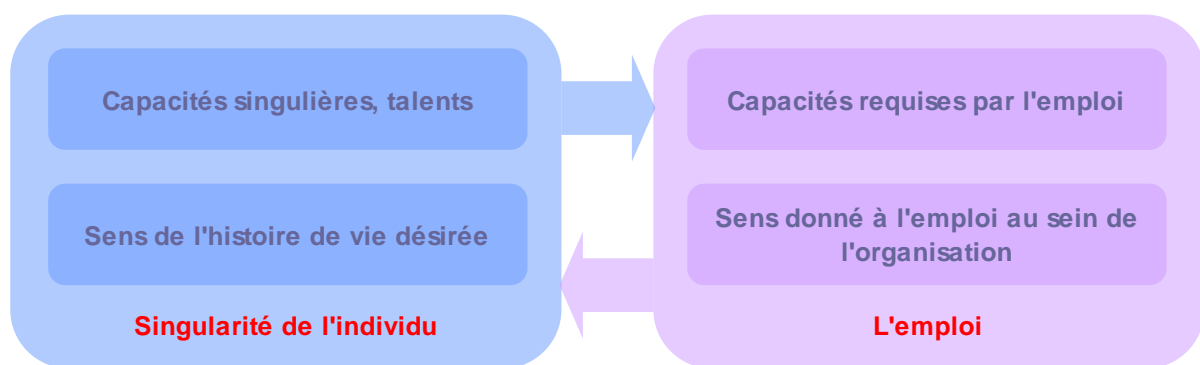 Capacités singulières, talents
Sens de l'histoire de vie désirée
Singularité de l'individu
Capacités requises par l'emploi
Sens donné à l'emploi au sein de
l'organisation
L'emploi